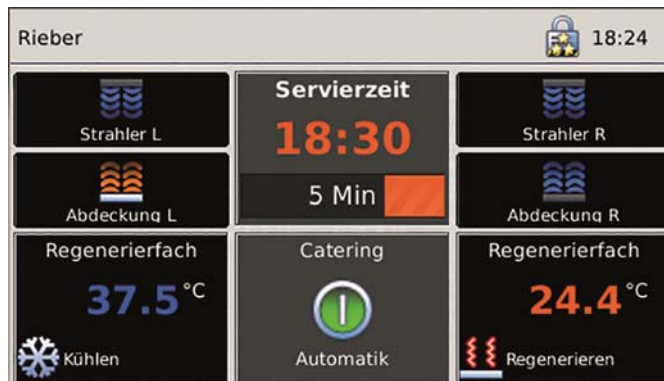 Rieber
18:24
Strahler L
Servierzeit
18:30
5 Min
Strahler R
Abdeckung L
Abdeckung R
Regenerierfach
37.5°C
Kühlen
Catering
Automatik
Regenerierfach
24.4°C
Regenerieren